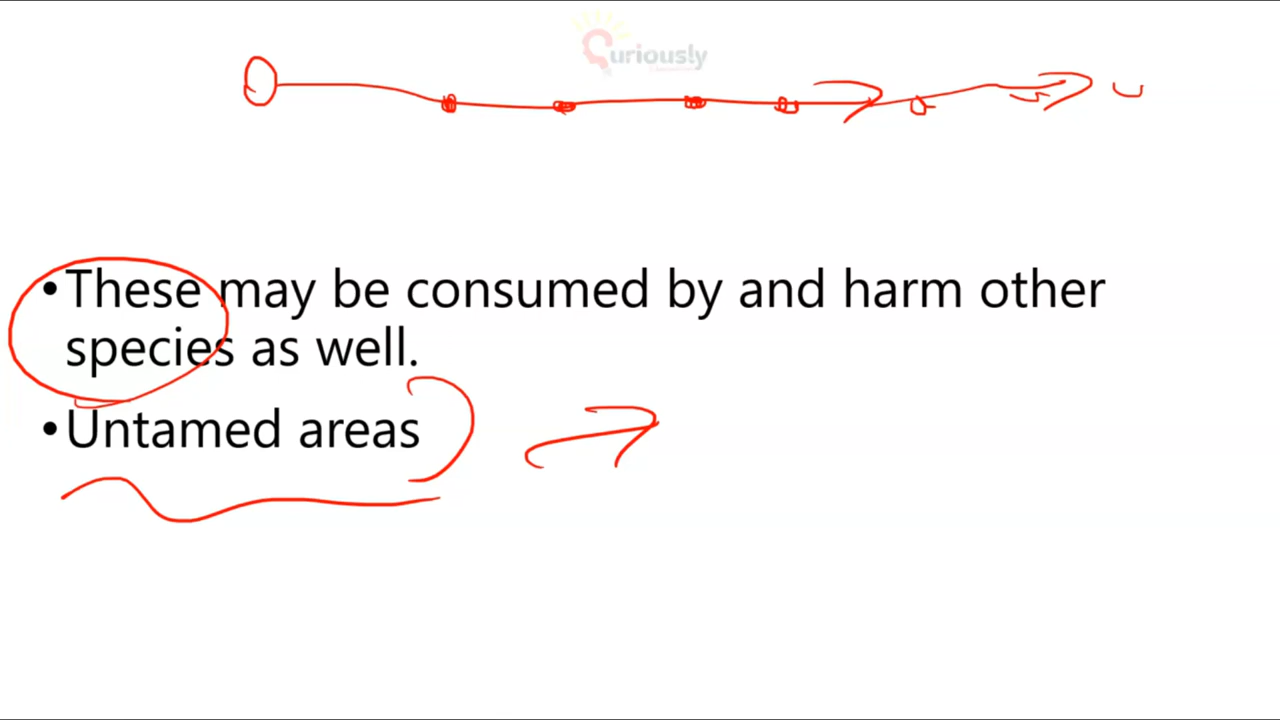 Curiously
•These may be consumed by and harm other
species as well.
•Untamed areas